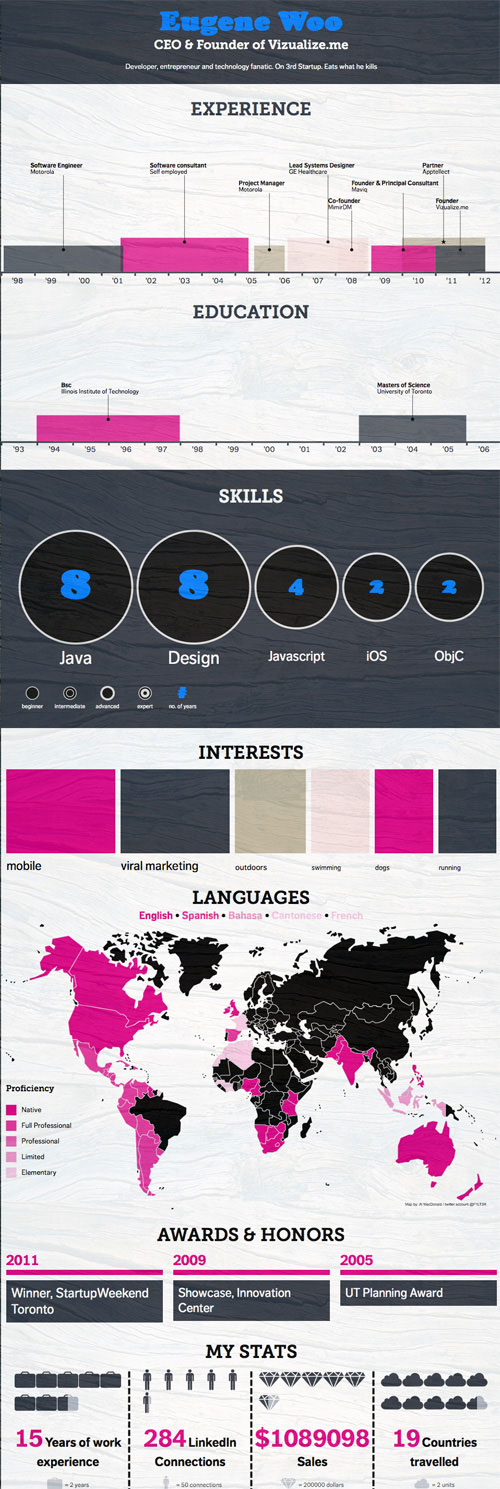 Eugene Woo
CEO & Founder of Vizualize.me
Developer, entrepreneur and technology fanatic. On 3rd Startup. Eats what he kills
EXPERIENCE
Software Engineer
Motorola
Software consultant
Self employed
Project Manager
Motorola
Lead Systems Designer
GE Healthcare
Co-founder
MimirDM
Founder & Principal Consultant
Maviq
Partner
Apptellect
Founder
Vizualize.me
'98 '99 '00 '01 '02 '03 '04 '05 '06 '07 '08 '09 '10 '11 '12
EDUCATION
Bsc
Illinois Institute of Technology
Masters of Science
University of Toronto
'93 '94 '95 '96 '97 '98 '99 '00 '01 '02 '03 '04 '05 '06
SKILLS
8 8 4 2 2
Java Design Javascript iOS ObjC
#
beginner intermediate advanced expert no. of years
INTERESTS
mobile viral marketing outdoors swimming dogs running
LANGUAGES
English • Spanish • Bahasa • Cantonese • French
Proficiency
Native
Full Professional
Professional
Limited
Elementary
Map by: Al MacDonald / twitter account @F1LT3R
AWARDS & HONORS
2011
Winner, StartupWeekend
Toronto
2009
Showcase, Innovation
Center
2005
UT Planning Award
MY STATS
15 Years of work
experience
= 2 years
284 LinkedIn
Connections
= 50 connections
$1089098
Sales
= 200000 dollars
19 Countries
travelled
= 2 units